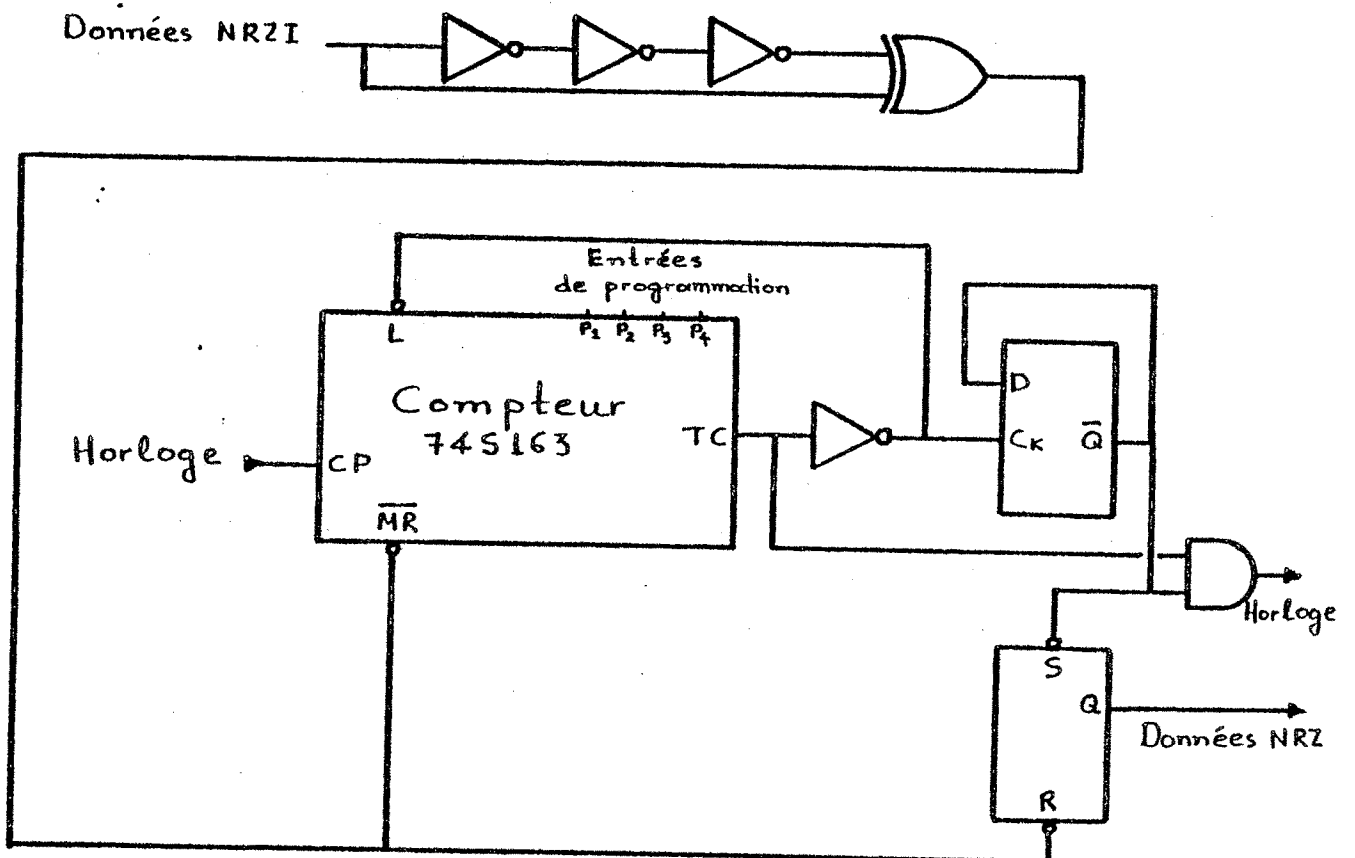 Données NRZI
Entrées
de programmation
L
P1 P2 P3 P4
Compteur
74S163
TC
Horloge
CP
MR
D
CK
Q
Horloge
S
Q
Données NRZ
R